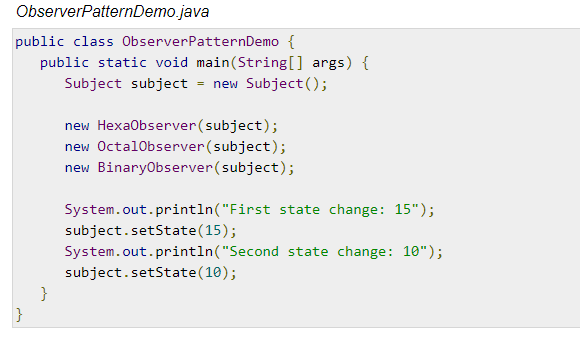 ObserverPatternDemo.java
public class ObserverPatternDemo {
public static void main(String[] args) {
Subject subject = new Subject();
new HexaObserver(subject);
new OctalObserver(subject);
new BinaryObserver(subject);
System.out.println("First state change: 15");
subject.setState(15);
System.out.println("Second state change: 10");
subject.setState(10);
}
}